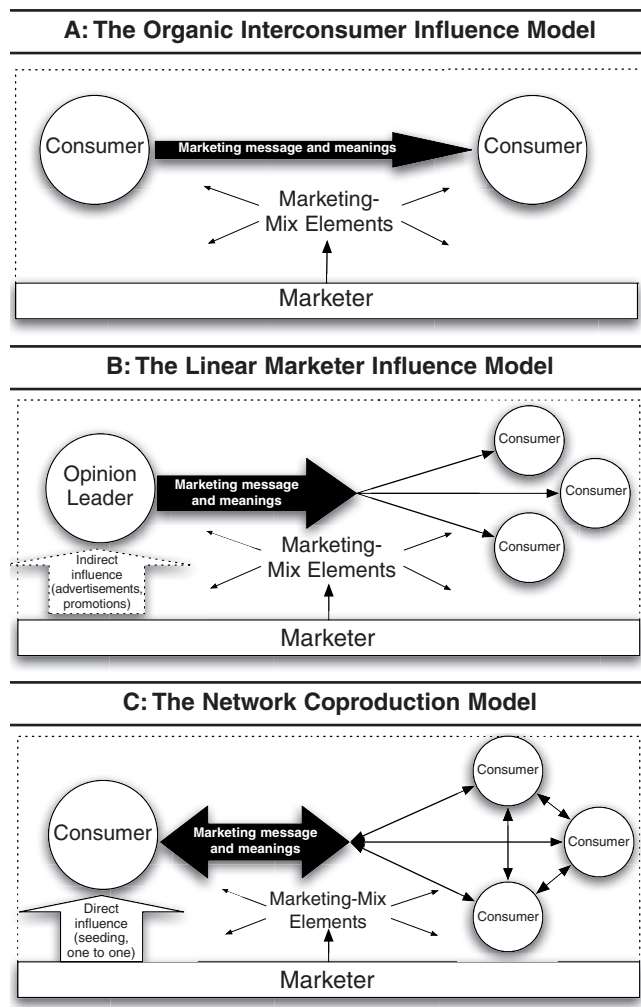 A: The Organic Interconsumer Influence Model
Consumer
Marketing message and meanings
Consumer
Marketing-
Mix Elements
Marketer
B: The Linear Marketer Influence Model
Opinion
Leader
Marketing message
and meanings
Consumer
Consumer
Consumer
Marketing-
Mix Elements
Indirect
influence
(advertisements,
promotions)
Marketer
C: The Network Coproduction Model
Consumer
Marketing message
and meanings
Consumer
Consumer
Consumer
Marketing-Mix
Elements
Direct
influence
(seeding,
one to one)
Marketer